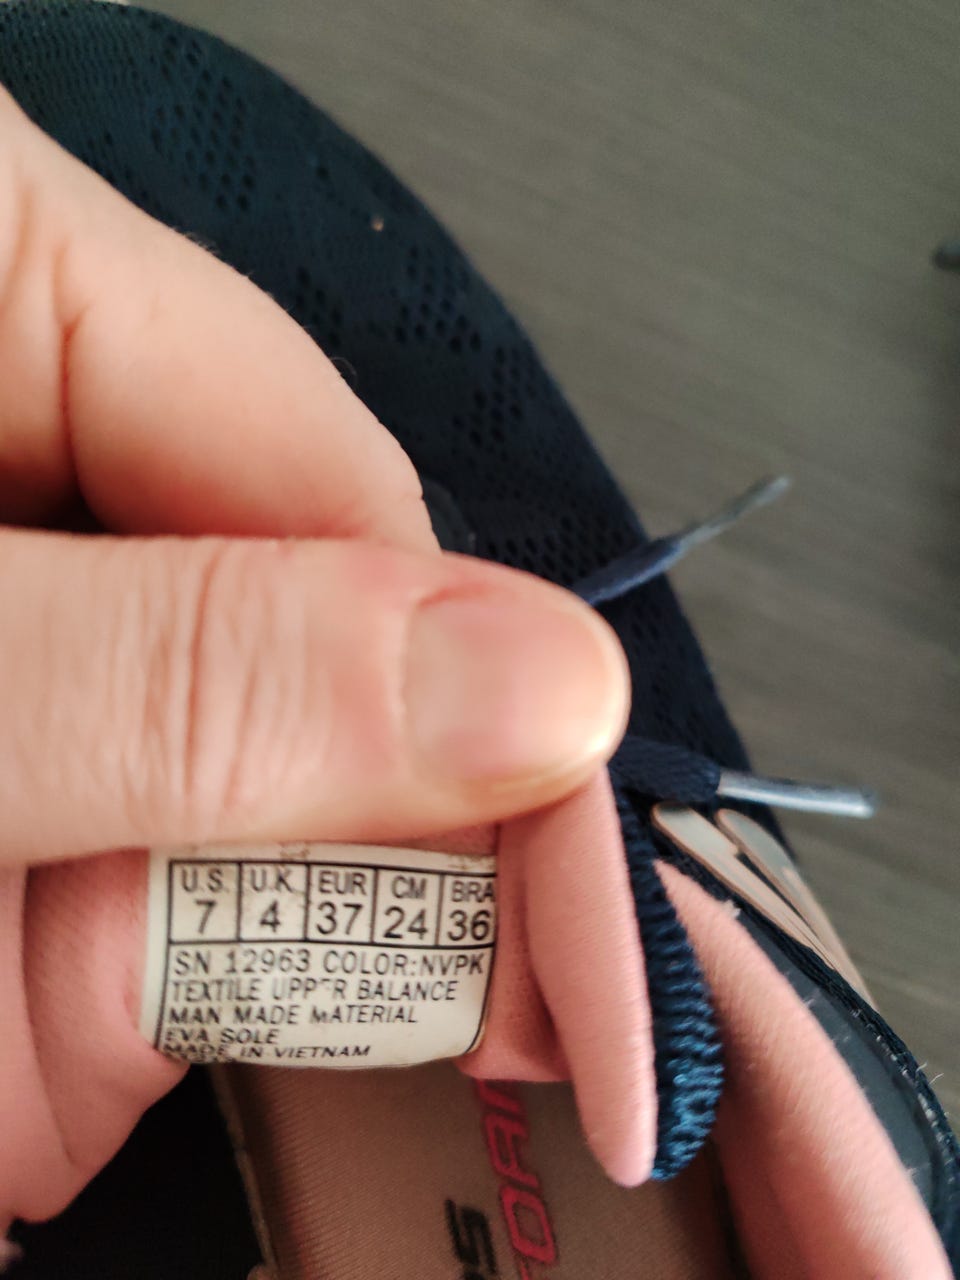 U.S. U.K EUR CM BRA
7 4 37 24 36
SN 12963 COLOR:NVPK
TEXTILE UPPER BALANCE
MAN MADE MATERIAL
EVA SOLE
MADE IN VIETNAM